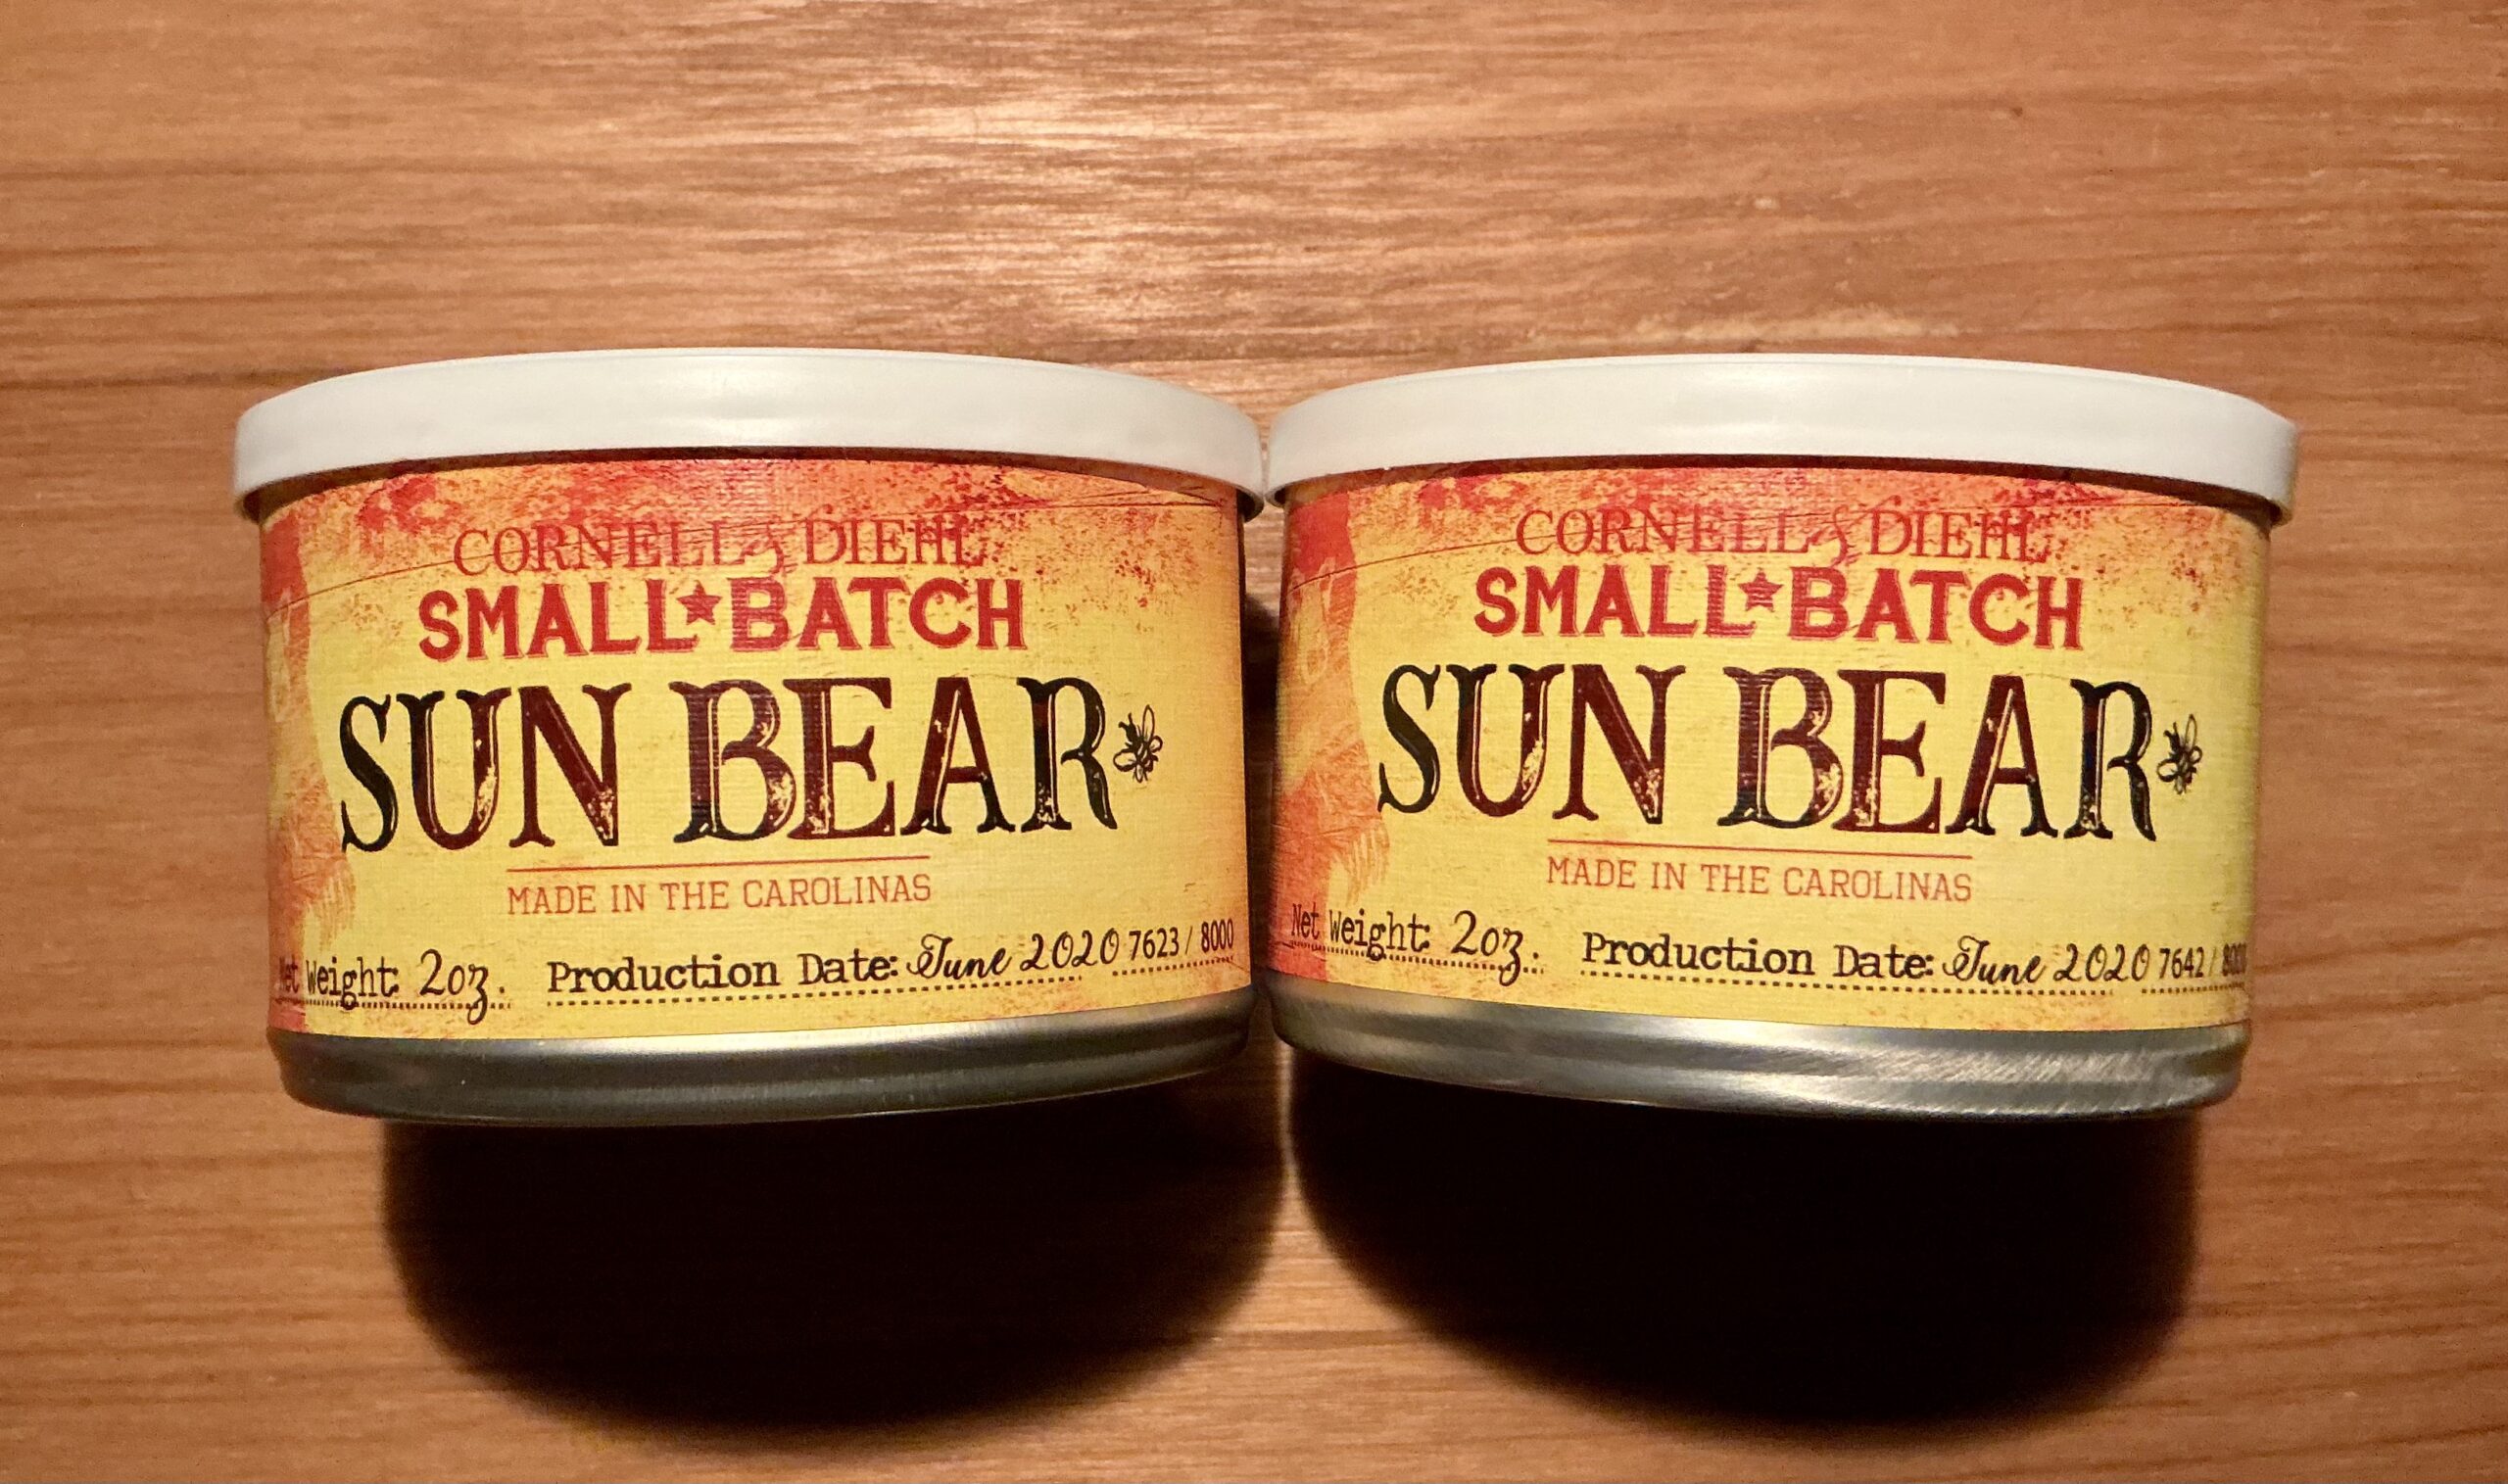 CORNELL & DIEHL
SMALL★BATCH
SUN BEAR
MADE IN THE CAROLINAS
Net Weight: 2oz. Production Date: June 2020 7623 / 8000
CORNELL & DIEHL
SMALL★BATCH
SUN BEAR
MADE IN THE CAROLINAS
Net Weight: 2oz. Production Date: June 2020 7642 / 8000